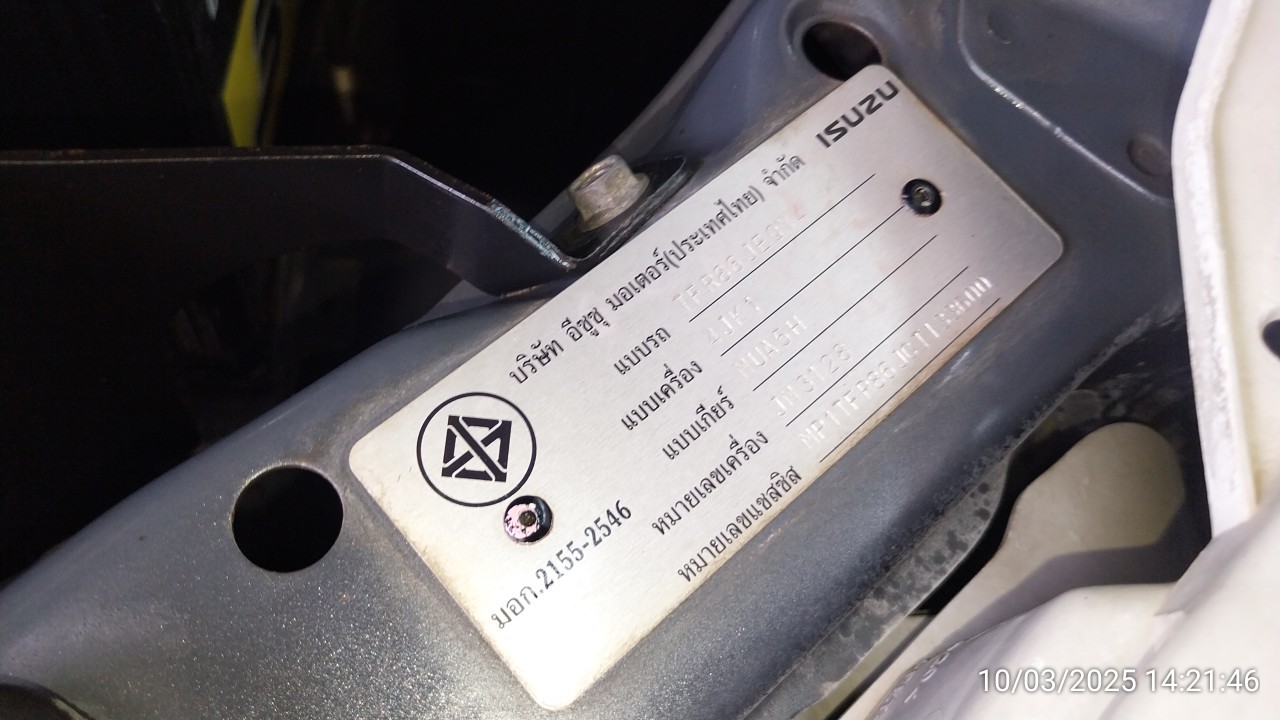 ISUZU
บริษัท อีซูซุ มอเตอร์(ประเทศไทย) จำกัด
แบบรถ
แบบเครื่อง 4JK1
แบบเกียร์ MUA5H
หมายเลขเครื่อง JM3128
หมายเลขแชสซิส
มอก.2155-2546
10/03/2025 14:21:46